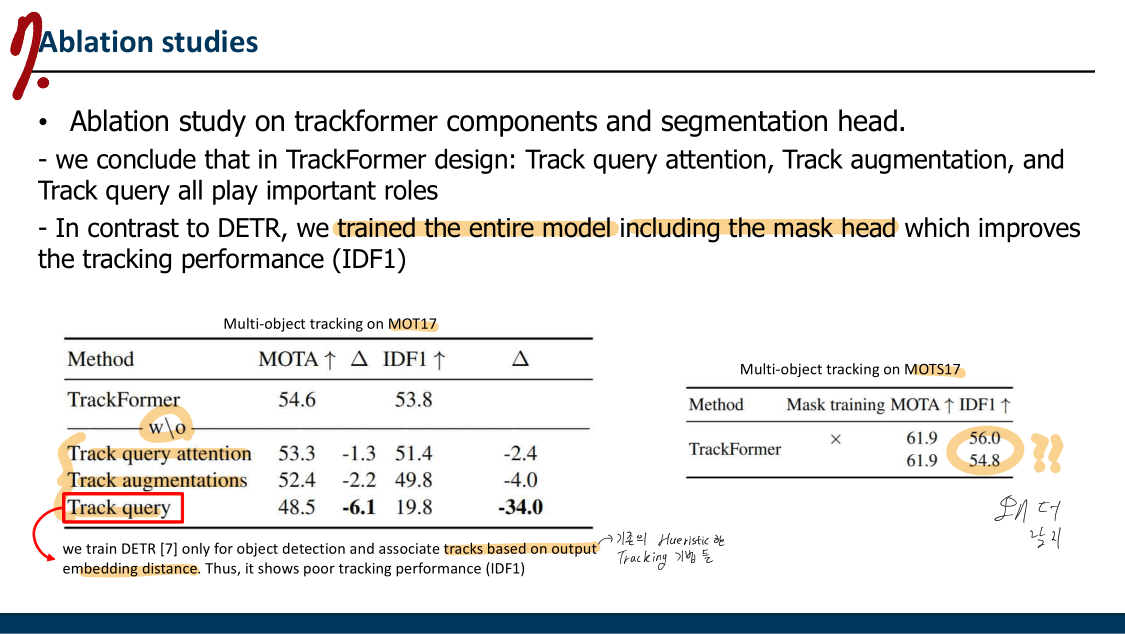 Ablation studies
• Ablation study on trackformer components and segmentation head.
- we conclude that in TrackFormer design: Track query attention, Track augmentation, and
Track query all play important roles
- In contrast to DETR, we trained the entire model including the mask head which improves
the tracking performance (IDF1)
Multi-object tracking on MOT17
Method MOTA ↑ Δ IDF1 ↑ Δ
TrackFormer 54.6 53.8
w\o
Track query attention 53.3 -1.3 51.4 -2.4
Track augmentations 52.4 -2.2 49.8 -4.0
Track query 48.5 -6.1 19.8 -34.0
we train DETR [7] only for object detection and associate tracks based on output
embedding distance. Thus, it shows poor tracking performance (IDF1)
기존의 Hueristic 한
Tracking 기법 들
Multi-object tracking on MOTS17
Method Mask training MOTA ↑ IDF1 ↑
TrackFormer × 61.9 56.0
61.9 54.8
??
더